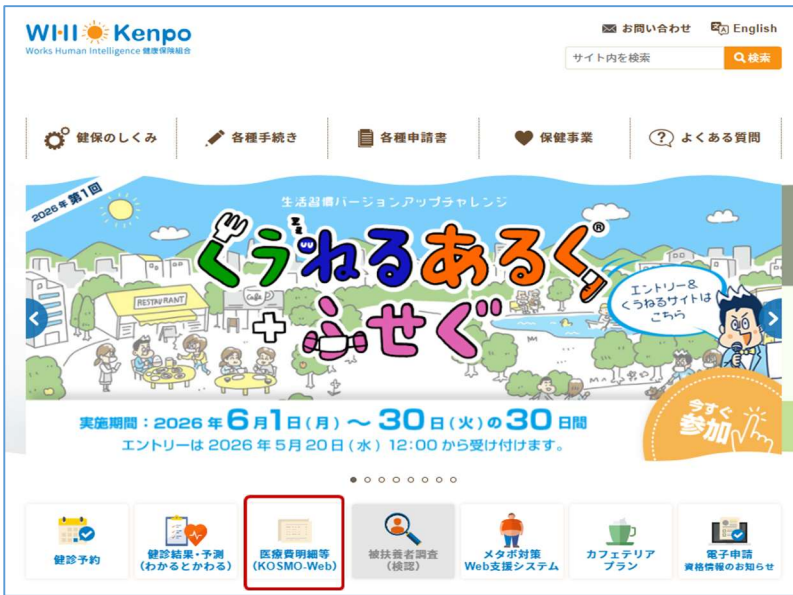 WHI Kenpo
Works Human Intelligence 健康保険組合
お問い合わせ
English
サイト内を検索
検索
健保のしくみ
各種手続き
各種申請書
保健事業
よくある質問
2026年 第1回
生活習慣バージョンアップチャレンジ
くう ねる あるく®
+ ふせぐ
RESTAURANT
Cafe
エントリー&
くうねるサイトは
こちら
実施期間：2026年6月1日(月)～30日(火)の30日間
エントリーは2026年5月20日(水) 12:00から受け付けます。
今すぐ
参加
健診予約
健診結果・予測
(わかるとかわる)
医療費明細等
(KOSMO-Web)
被扶養者調査
(検認)
メタボ対策
Web支援システム
カフェテリア
プラン
電子申請
資格情報のお知らせ